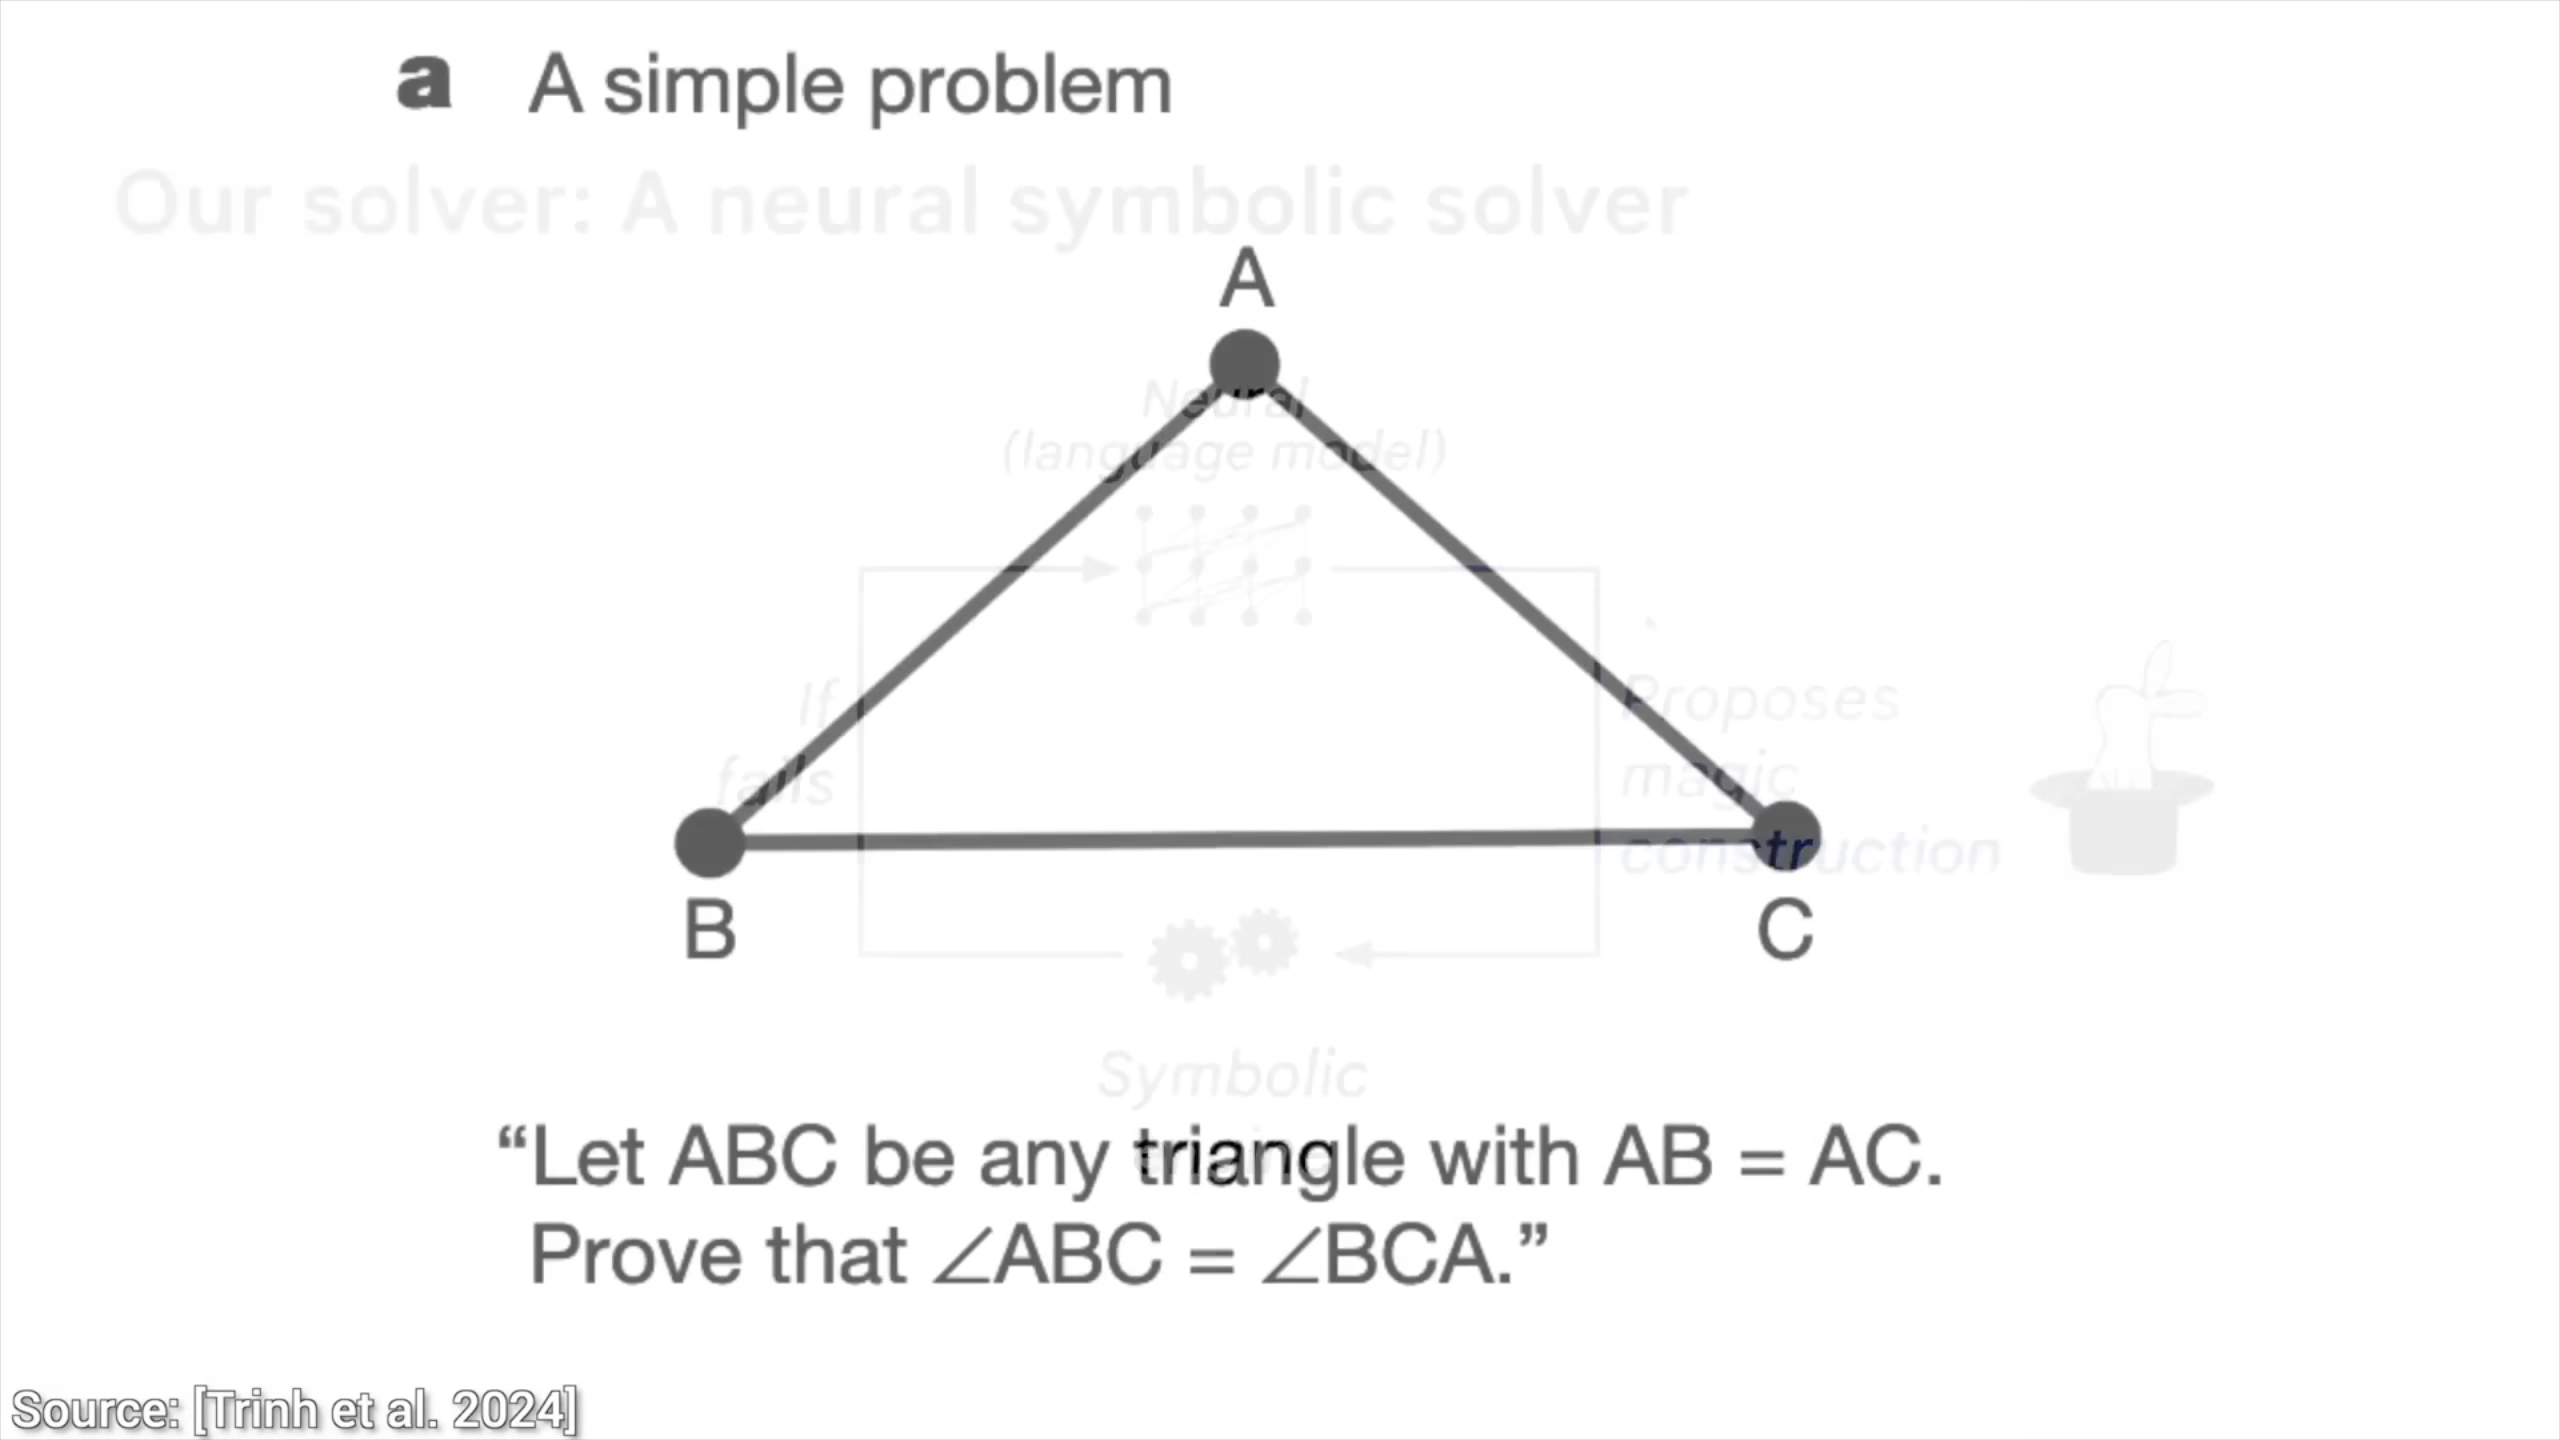 a A simple problem
Our solver: A neural symbolic solver
A
Neural
(language model)
If
fails
Proposes
magic
construction
B
C
Symbolic
“Let ABC be any triangle with AB = AC.
Prove that ∠ABC = ∠BCA.”
Source: [Trinh et al. 2024]